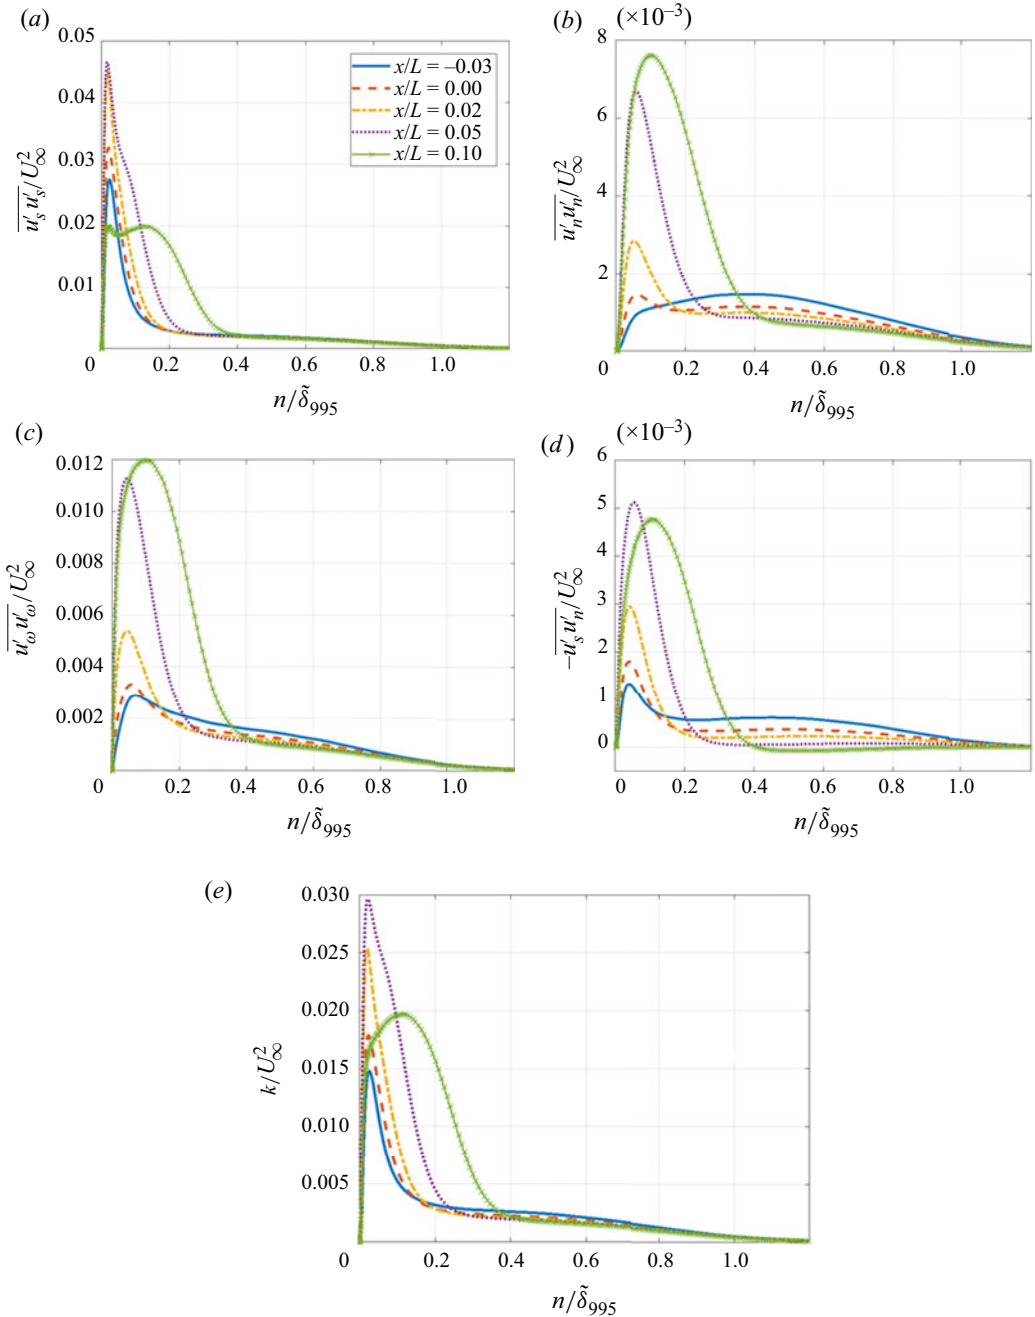 (a)
0.05
0.04
0.03
0.02
0.01
0 0.2 0.4 0.6 0.8 1.0
u′ₛu′ₛ/U²∞
n/δ̃₉₉₅
x/L = –0.03
x/L = 0.00
x/L = 0.02
x/L = 0.05
x/L = 0.10
(b)
(×10⁻³)
8
6
4
2
0 0.2 0.4 0.6 0.8 1.0
u′ₙu′ₙ/U²∞
n/δ̃₉₉₅
(c)
0.012
0.010
0.008
0.006
0.004
0.002
0 0.2 0.4 0.6 0.8 1.0
u′ωu′ω/U²∞
n/δ̃₉₉₅
(d)
(×10⁻³)
6
5
4
3
2
1
0
0 0.2 0.4 0.6 0.8 1.0
–u′ₛu′ₙ/U²∞
n/δ̃₉₉₅
(e)
0.030
0.025
0.020
0.015
0.010
0.005
0 0.2 0.4 0.6 0.8 1.0
k/U²∞
n/δ̃₉₉₅